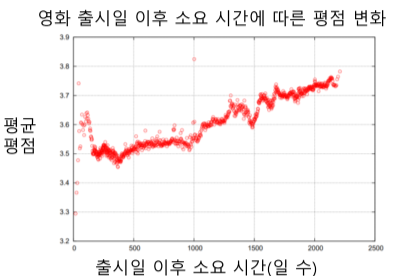 영화 출시일 이후 소요 시간에 따른 평점 변화
3.9
3.8
3.7
3.6
3.5
3.4
3.3
3.2
평균
평점
0 500 1000 1500 2000 2500
출시일 이후 소요 시간(일 수)